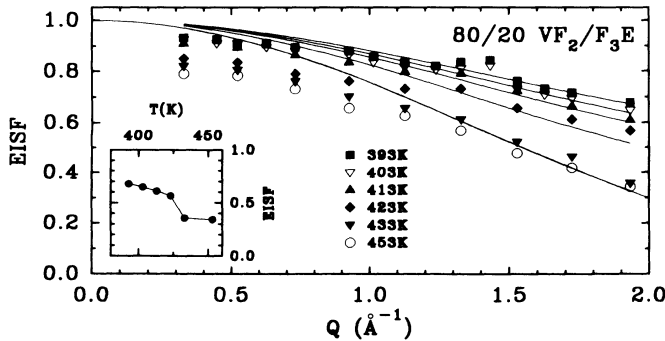 80/20 VF₂/F₃E
1.0
0.8
0.6
0.4
0.2
0.0
EISF
T(K)
400 450
1.0
0.5
0.0
EISF
393K
403K
413K
423K
433K
453K
0.0 0.5 1.0 1.5 2.0
Q (Å⁻¹)